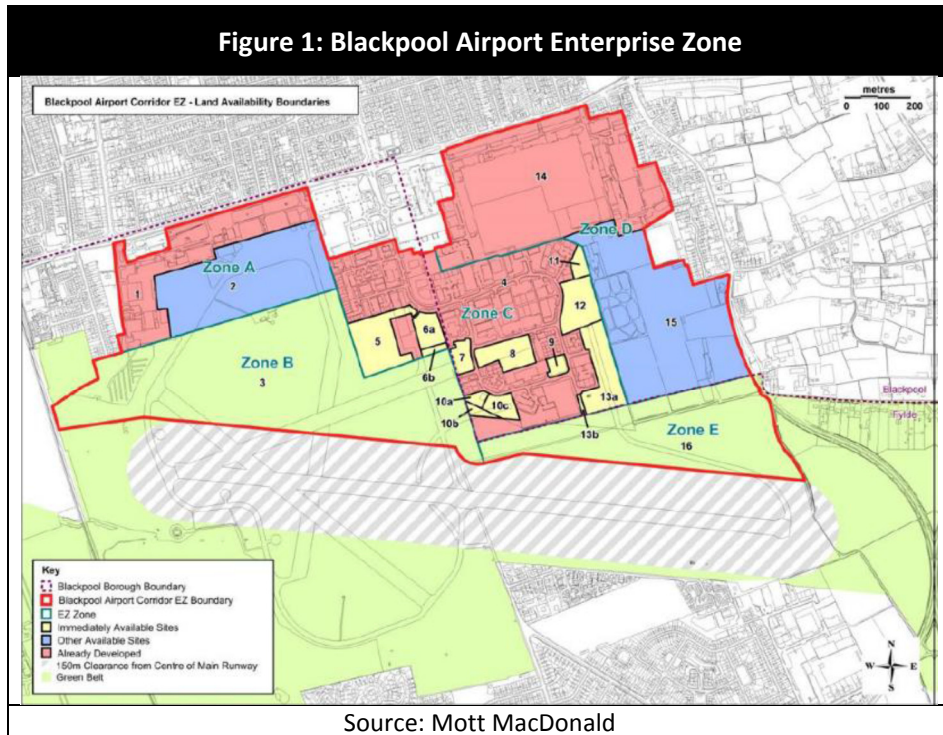 Figure 1: Blackpool Airport Enterprise Zone
Blackpool Airport Corridor EZ - Land Availability Boundaries
metres
0 100 200
14
Zone D
Zone A
1
2
11
4
Zone C
12
15
5
6a
Zone B
3
6b
7
8
9
10a
10c
10b
13a
13b
Zone E
16
Blackpool
Fylde
Key
Blackpool Borough Boundary
Blackpool Airport Corridor EZ Boundary
EZ Zone
Immediately Available Sites
Other Available Sites
Already Developed
150m Clearance from Centre of Main Runway
Green Belt
N
W E
S
Source: Mott MacDonald